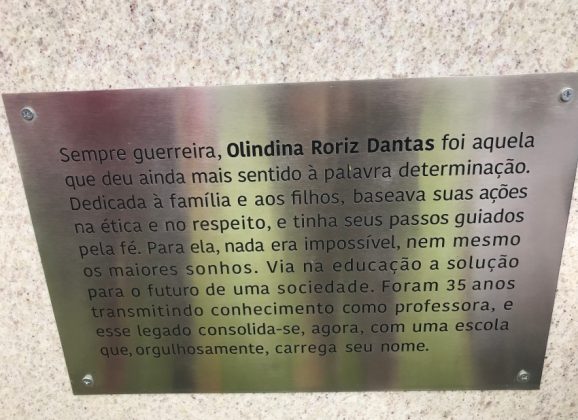 Sempre guerreira, Olindina Roriz Dantas foi aquela
que deu ainda mais sentido à palavra determinação.
Dedicada à família e aos filhos, baseava suas ações
na ética e no respeito, e tinha seus passos guiados
pela fé. Para ela, nada era impossível, nem mesmo
os maiores sonhos. Via na educação a solução
para o futuro de uma sociedade. Foram 35 anos
transmitindo conhecimento como professora, e
esse legado consolida-se, agora, com uma escola
que, orgulhosamente, carrega seu nome.